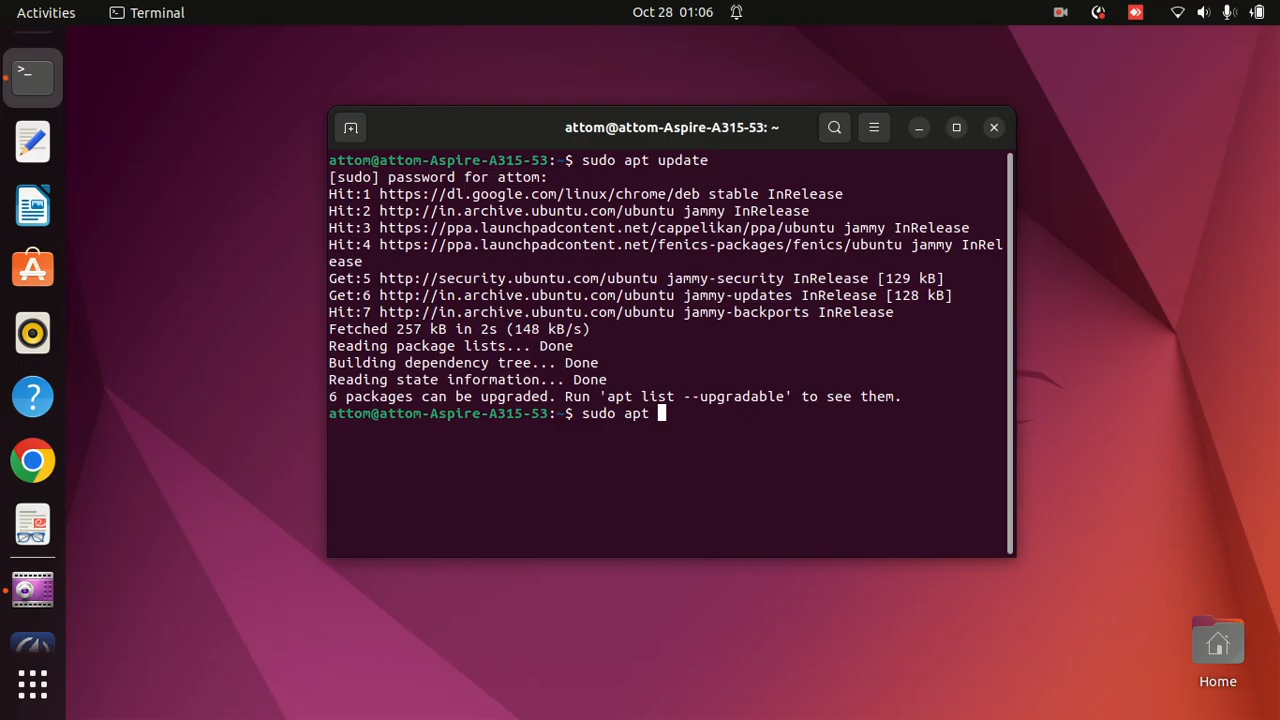 Activities
Terminal
Oct 28 01:06
attom@attom-Aspire-A315-53: ~
attom@attom-Aspire-A315-53:~$ sudo apt update
[sudo] password for attom:
Hit:1 https://dl.google.com/linux/chrome/deb stable InRelease
Hit:2 http://in.archive.ubuntu.com/ubuntu jammy InRelease
Hit:3 https://ppa.launchpadcontent.net/cappelikan/ppa/ubuntu jammy InRelease
Hit:4 https://ppa.launchpadcontent.net/fenics-packages/fenics/ubuntu jammy InRel
ease
Get:5 http://security.ubuntu.com/ubuntu jammy-security InRelease [129 kB]
Get:6 http://in.archive.ubuntu.com/ubuntu jammy-updates InRelease [128 kB]
Hit:7 http://in.archive.ubuntu.com/ubuntu jammy-backports InRelease
Fetched 257 kB in 2s (148 kB/s)
Reading package lists... Done
Building dependency tree... Done
Reading state information... Done
6 packages can be upgraded. Run 'apt list --upgradable' to see them.
attom@attom-Aspire-A315-53:~$ sudo apt
Home